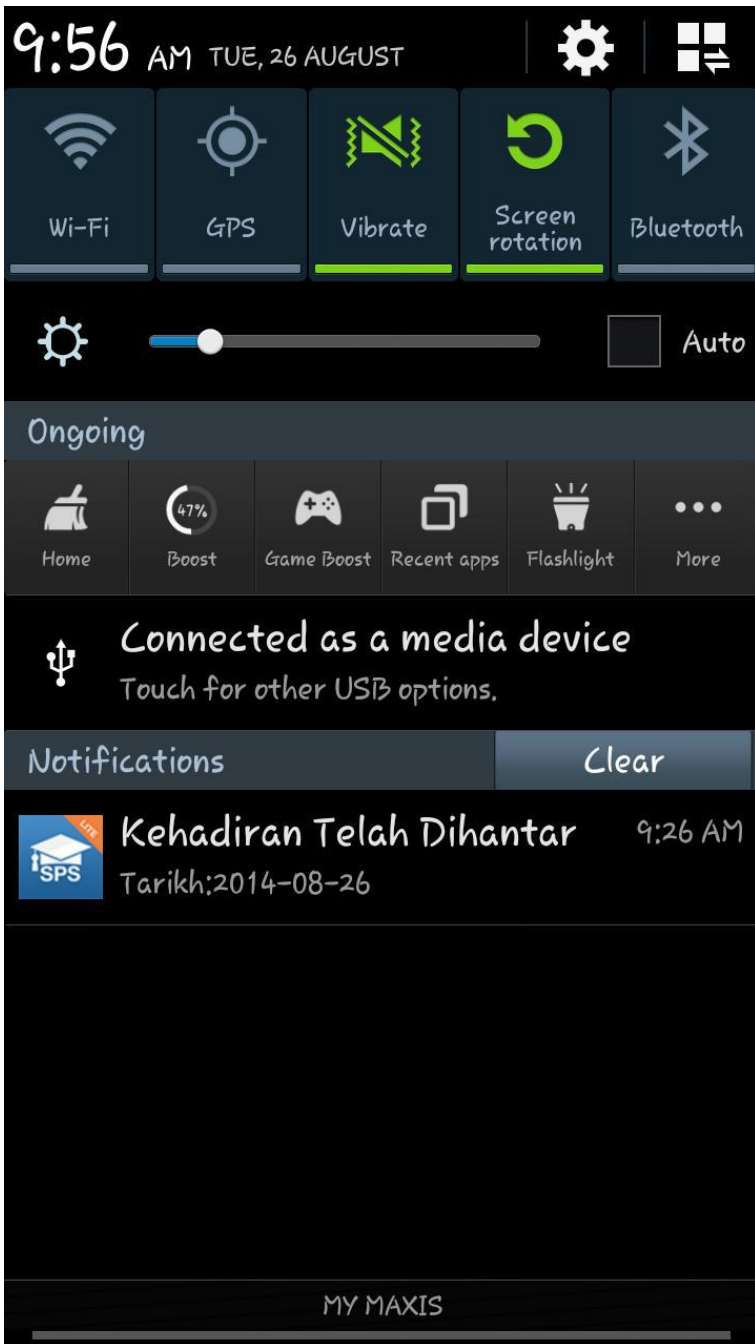 9:56 AM TUE, 26 AUGUST
Wi-Fi
GPS
Vibrate
Screen
rotation
Bluetooth
Auto
Ongoing
47%
Home
Boost
Game Boost
Recent apps
Flashlight
More
Connected as a media device
Touch for other USB options.
Notifications
Clear
LITE
SPS
Kehadiran Telah Dihantar
9:26 AM
Tarikh:2014-08-26
MY MAXIS